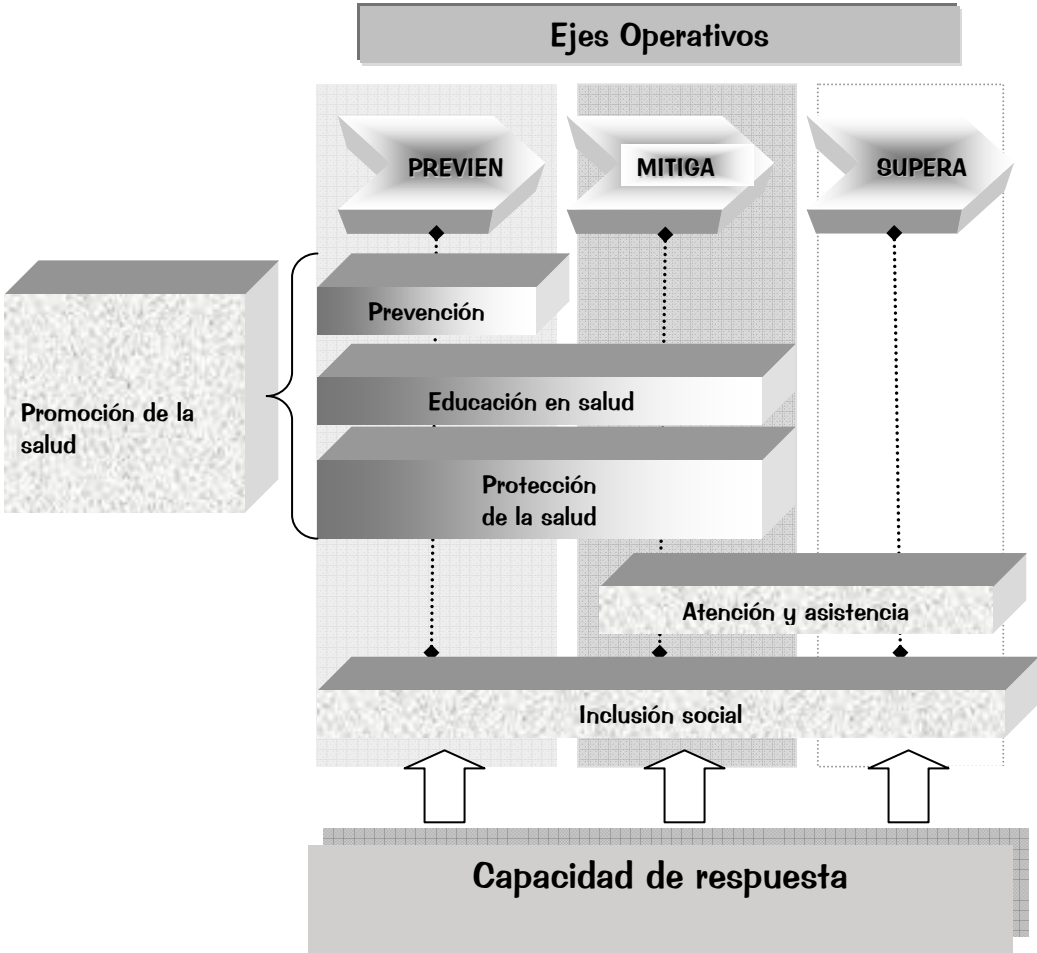 Ejes Operativos
PREVIEN
MITIGA
SUPERA
Prevención
Educación en salud
Promoción de la
salud
Protección
de la salud
Atención y asistencia
Inclusión social
Capacidad de respuesta